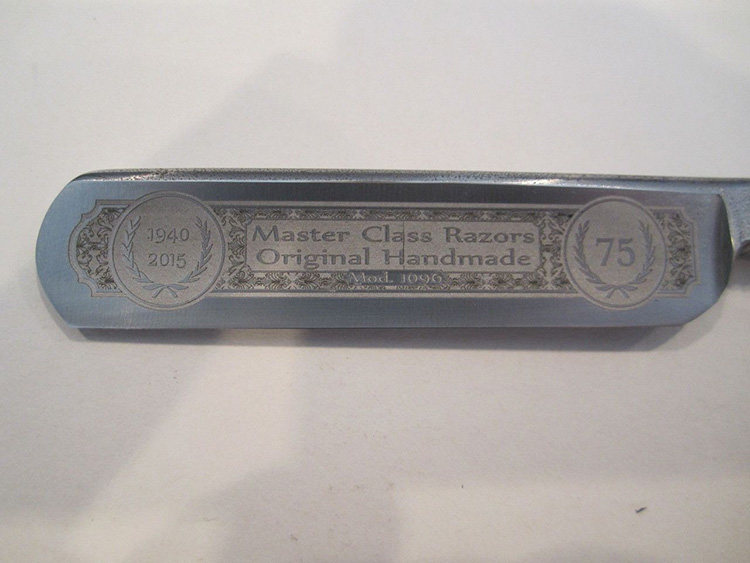 1940
2015
Master Class Razors
Original Handmade
Mod. 1096
75